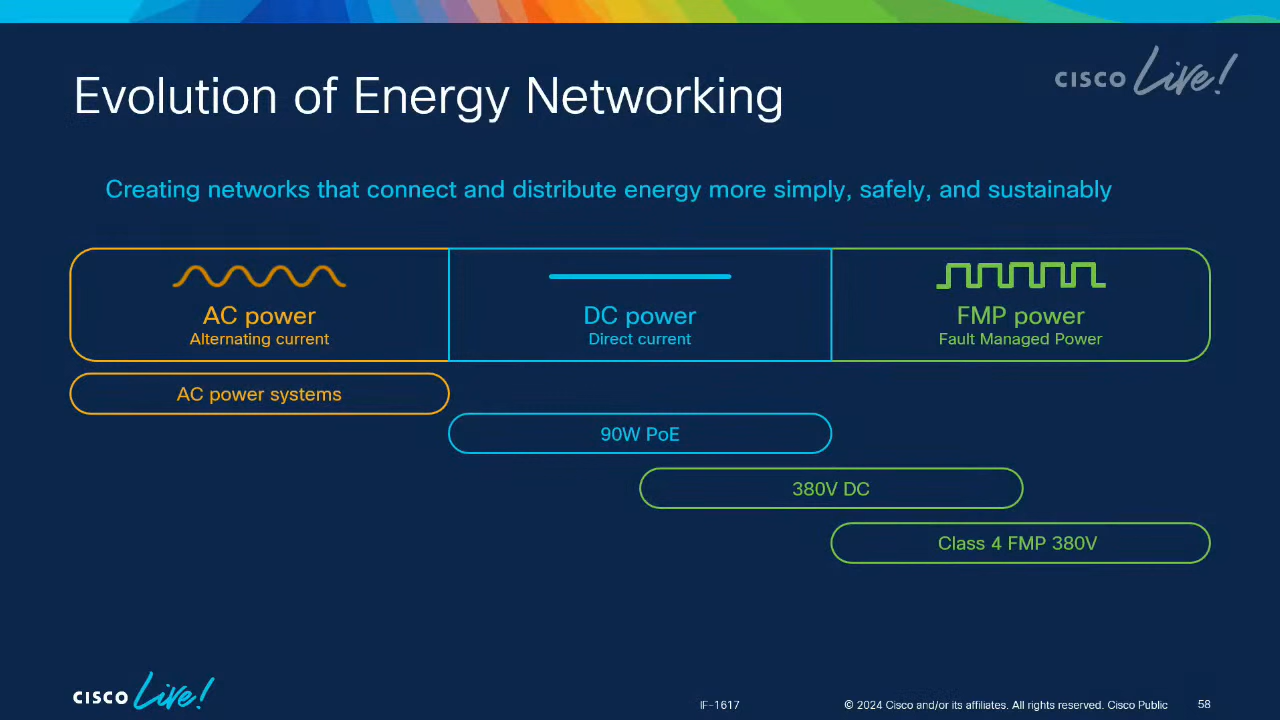 CISCO Live!
Evolution of Energy Networking
Creating networks that connect and distribute energy more simply, safely, and sustainably
AC power
Alternating current
DC power
Direct current
FMP power
Fault Managed Power
AC power systems
90W PoE
380V DC
Class 4 FMP 380V
CISCO Live!
IF-1617
© 2024 Cisco and/or its affiliates. All rights reserved. Cisco Public
58